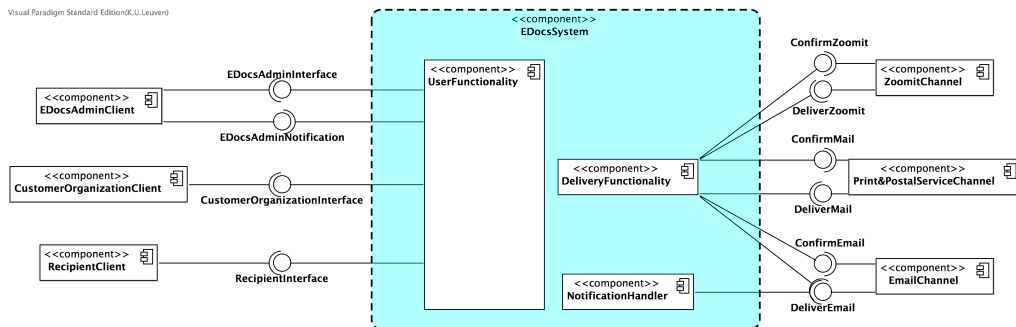 Visual Paradigm Standard Edition(K.U.Leuven)
<<component>>
EDocsSystem
<<component>>
EDocsAdminClient
EDocsAdminInterface
EDocsAdminNotification
<<component>>
CustomerOrganizationClient
CustomerOrganizationInterface
<<component>>
RecipientClient
RecipientInterface
<<component>>
UserFunctionality
<<component>>
DeliveryFunctionality
<<component>>
NotificationHandler
ConfirmZoomit
<<component>>
ZoomitChannel
DeliverZoomit
ConfirmMail
<<component>>
Print&PostalServiceChannel
DeliverMail
ConfirmEmail
<<component>>
EmailChannel
DeliverEmail